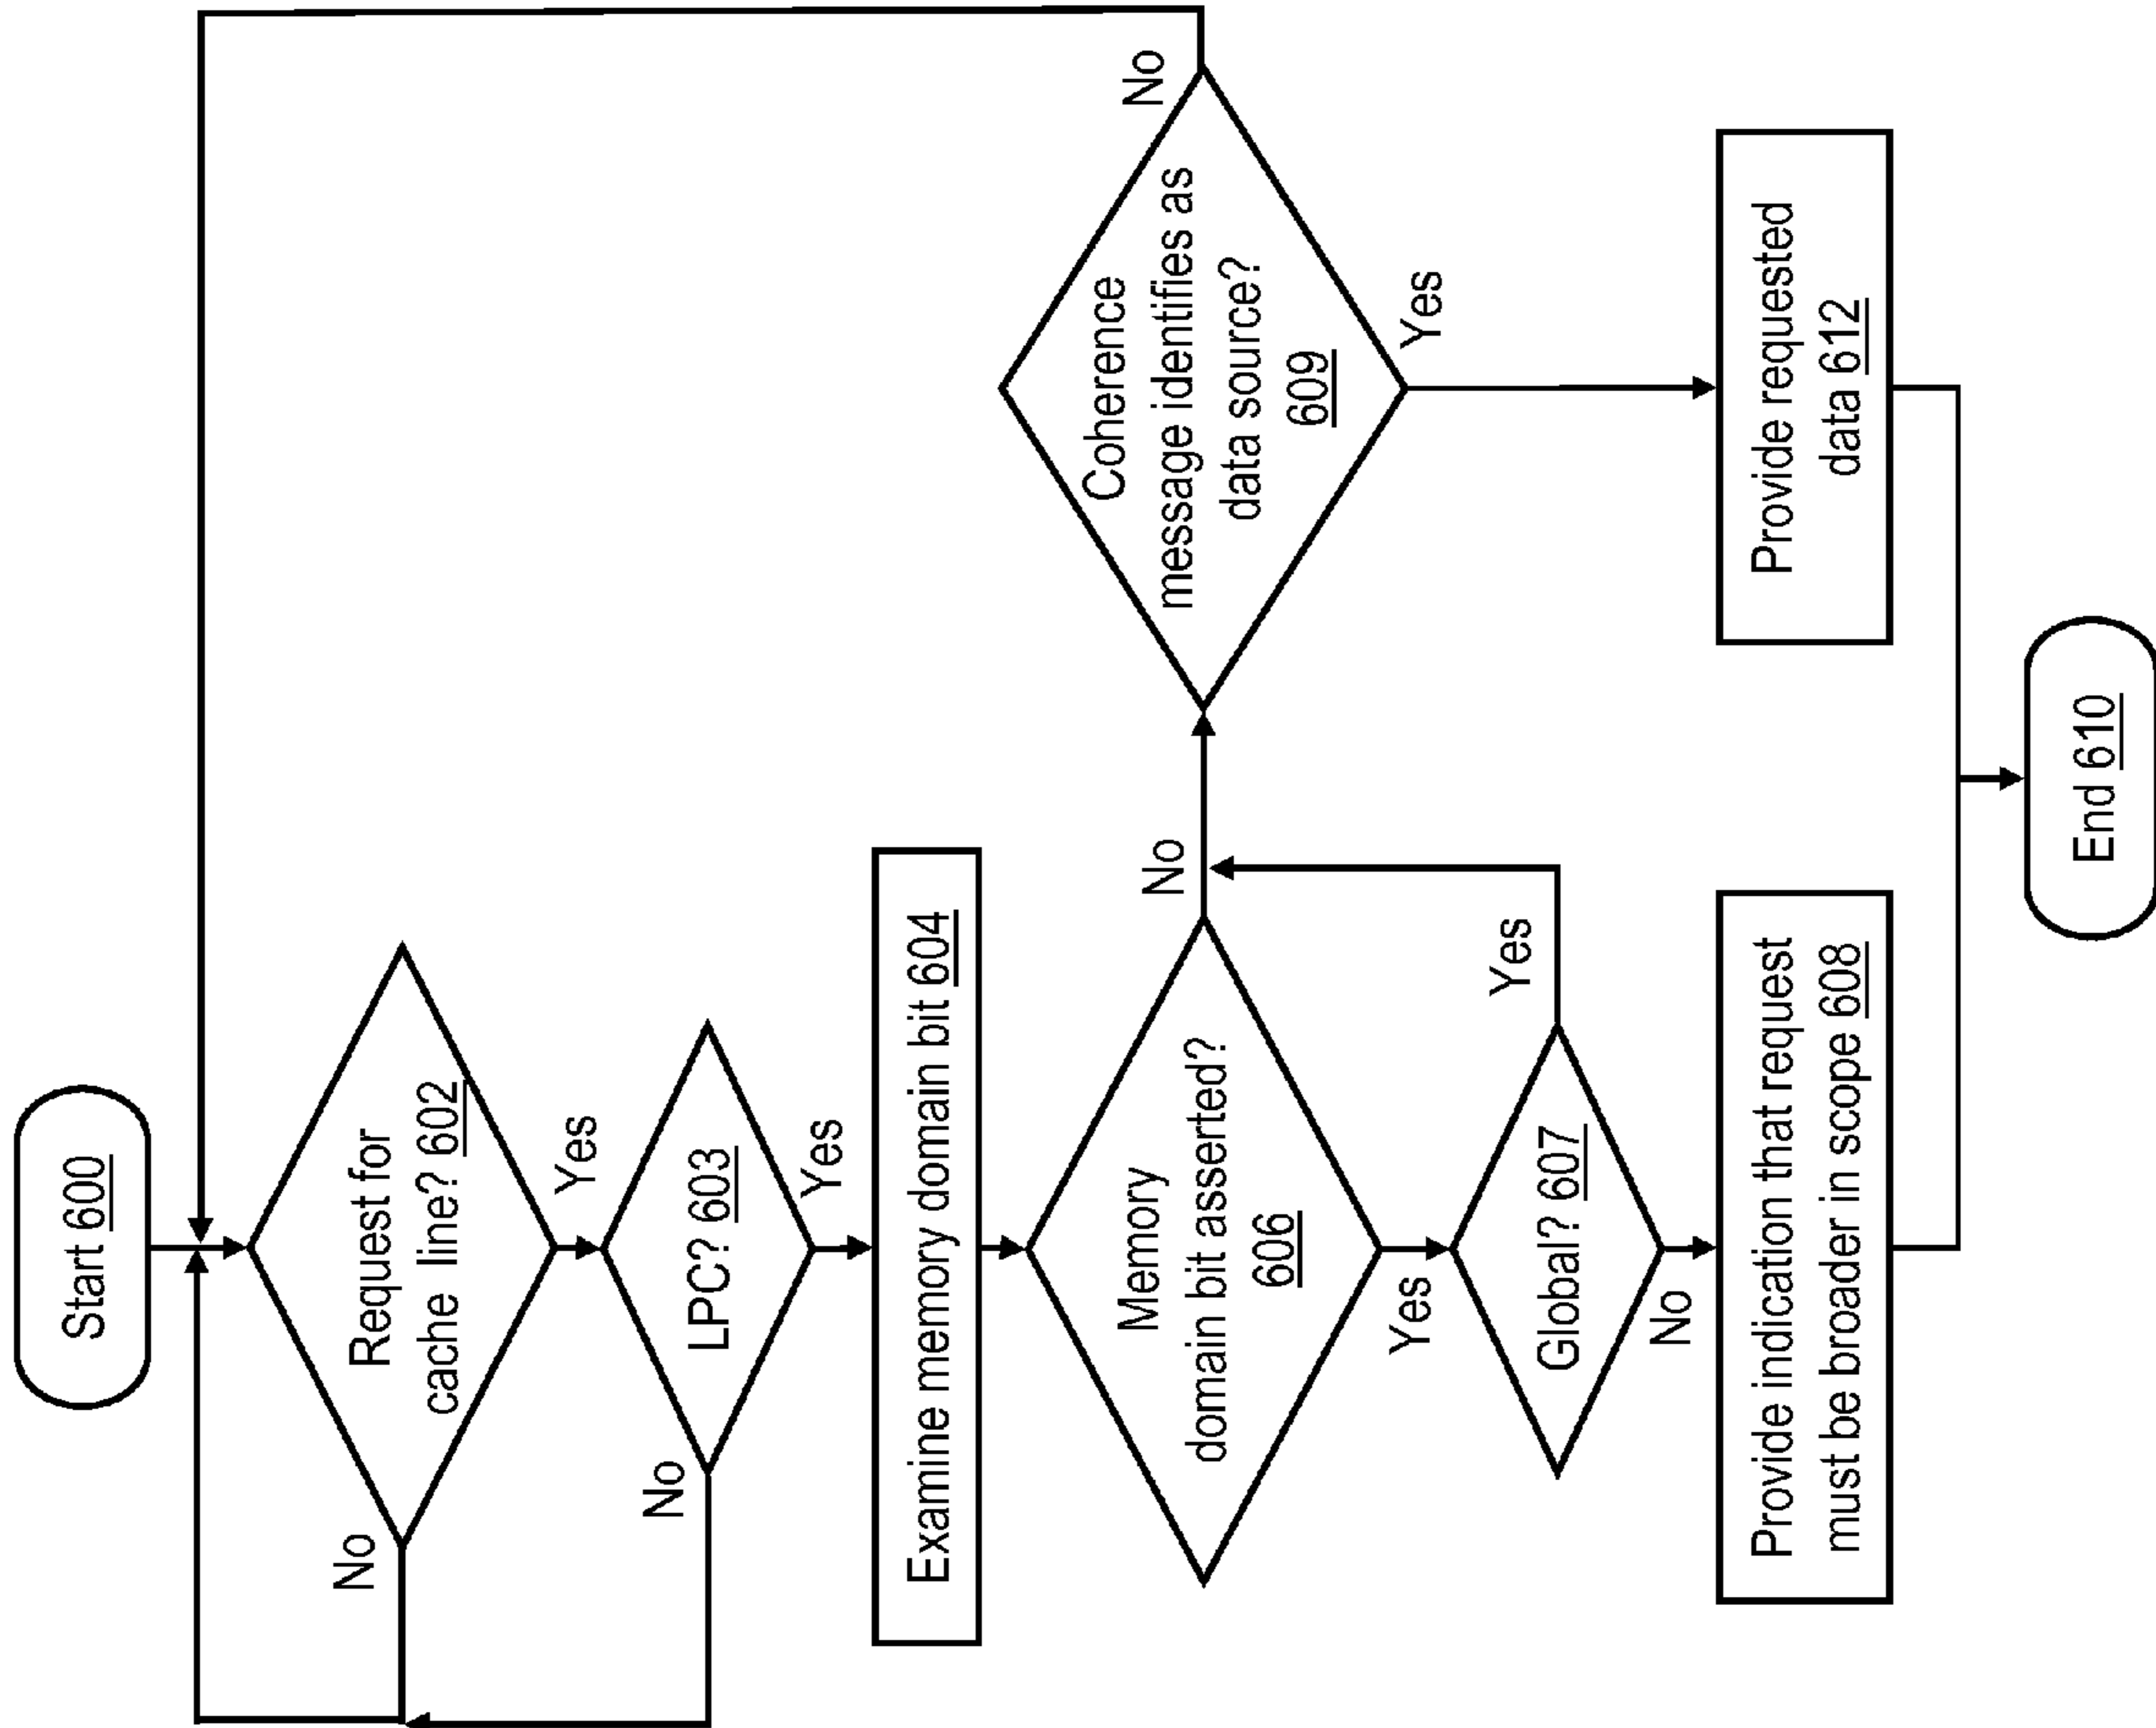 Start 600
Request for
cache line? 602
No
Yes
LPC? 603
No
Yes
Examine memory domain bit 604
Memory
domain bit asserted?
606
No
Yes
Global? 607
Yes
No
Provide indication that request
must be broader in scope 608
Coherence
message identifies as
data source?
609
No
Yes
Provide requested
data 612
End 610